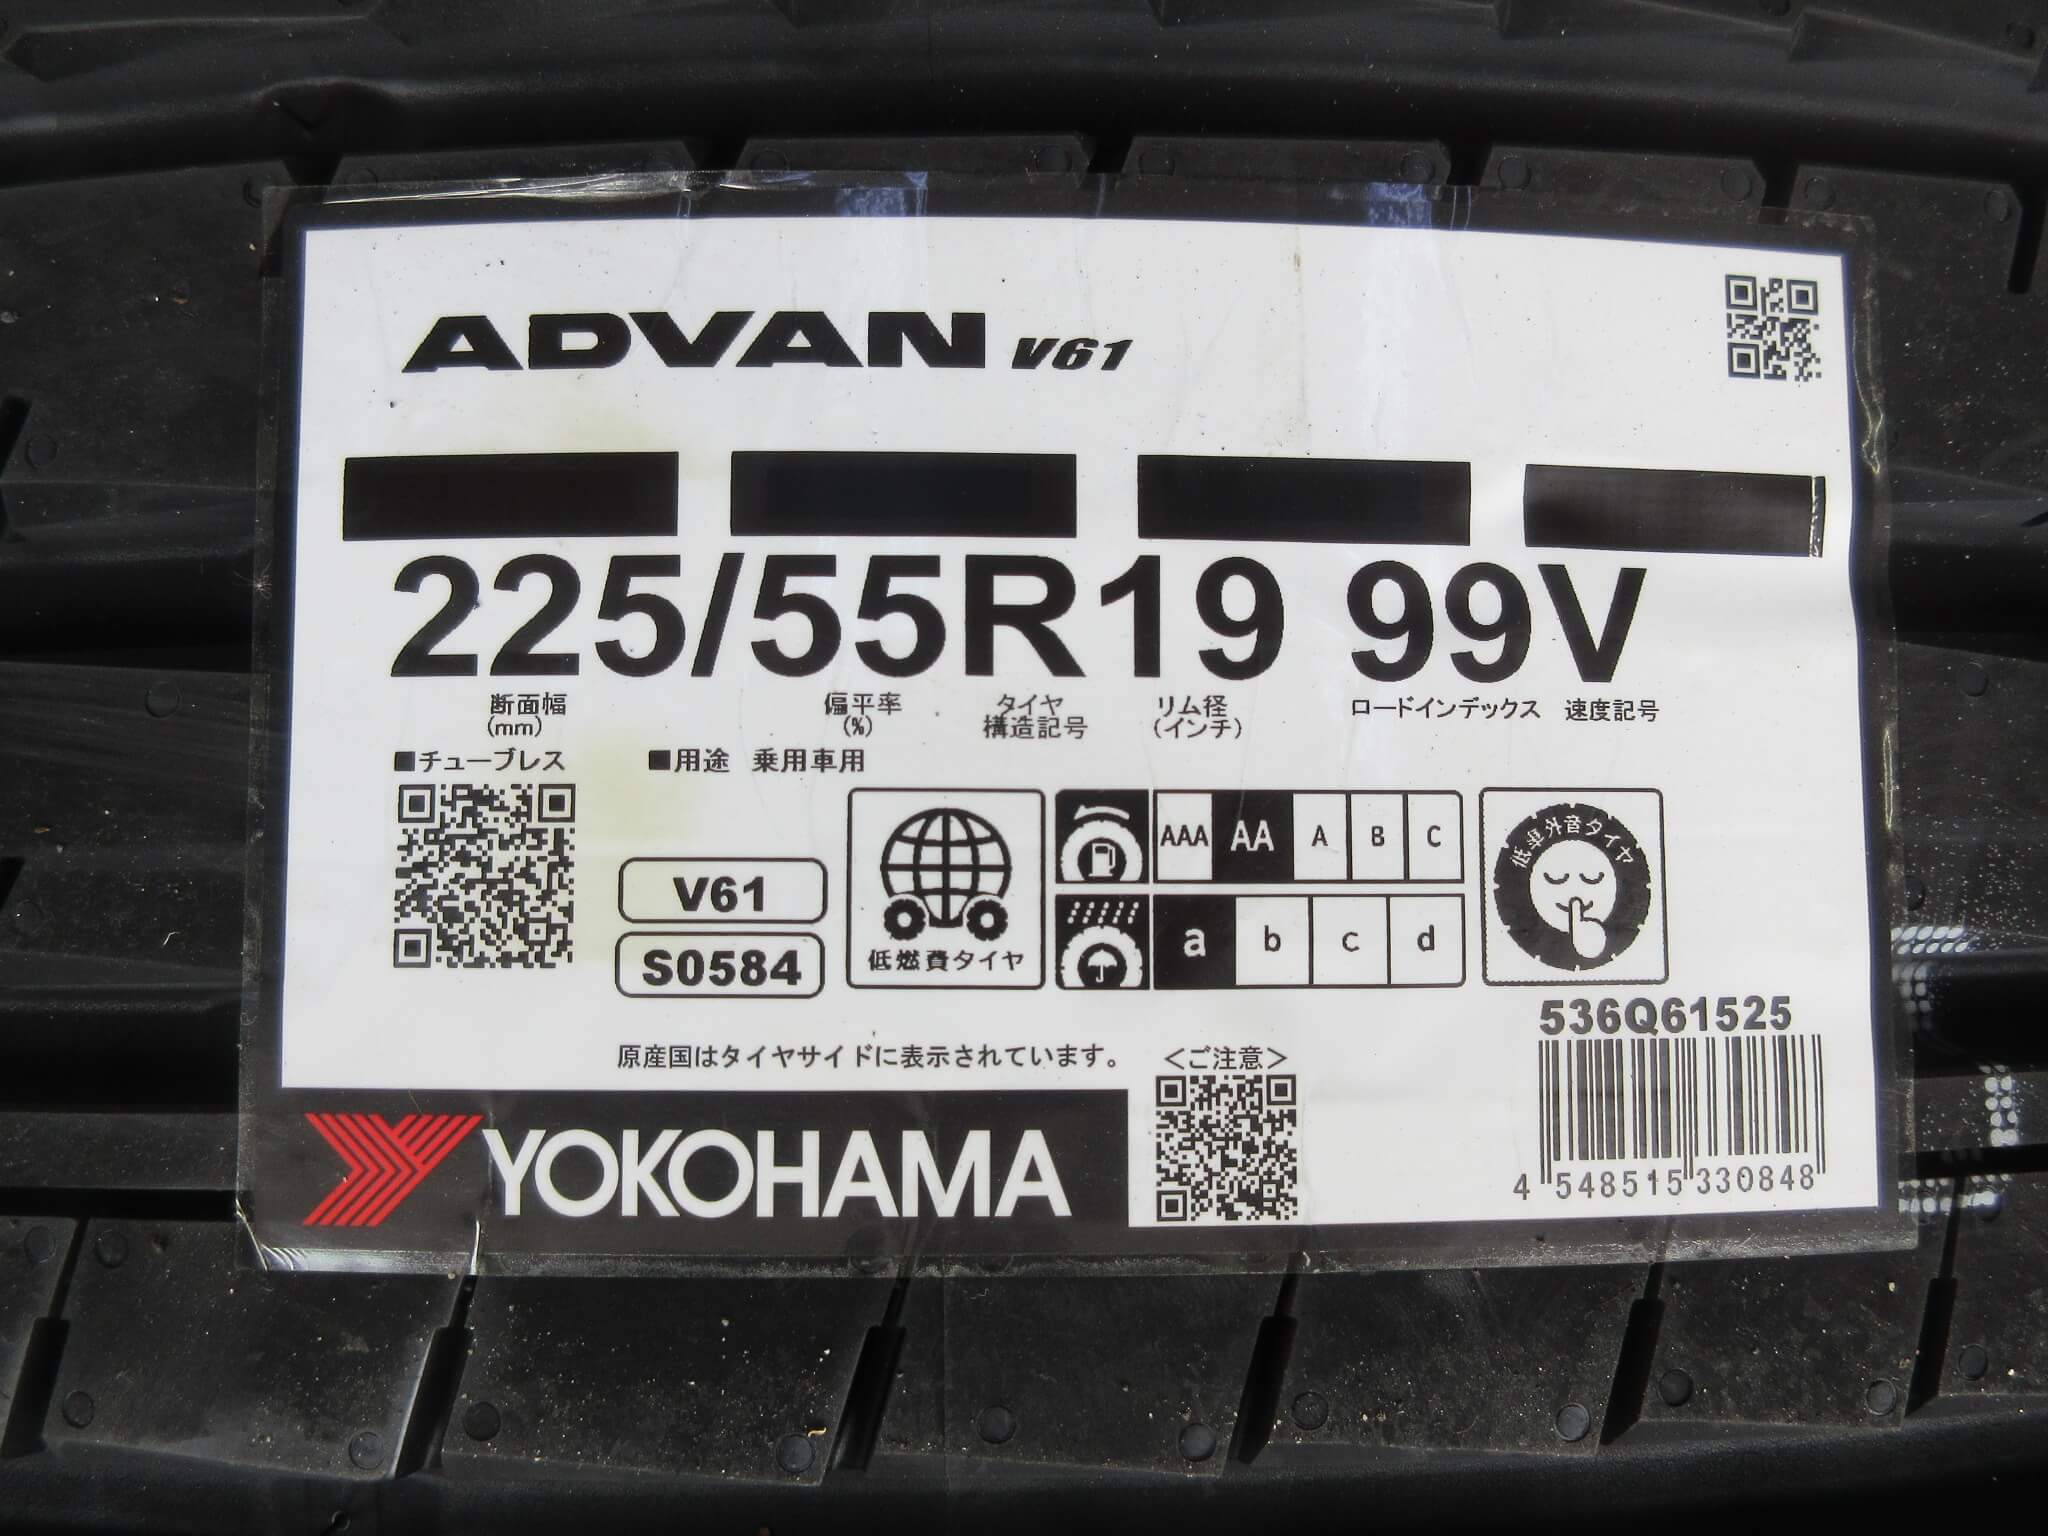 ADVAN V61
225/55R19 99V
断面幅 偏平率 タイヤ リム径 ロードインデックス 速度記号
(mm) (%) 構造記号 (インチ)
■チューブレス ■用途 乗用車用
AAA AA A B C
低車外音タイヤ
V61
a b c d
S0584
低燃費タイヤ
536Q61525
原産国はタイヤサイドに表示されています。
<ご注意>
4 548515 330848
YOKOHAMA